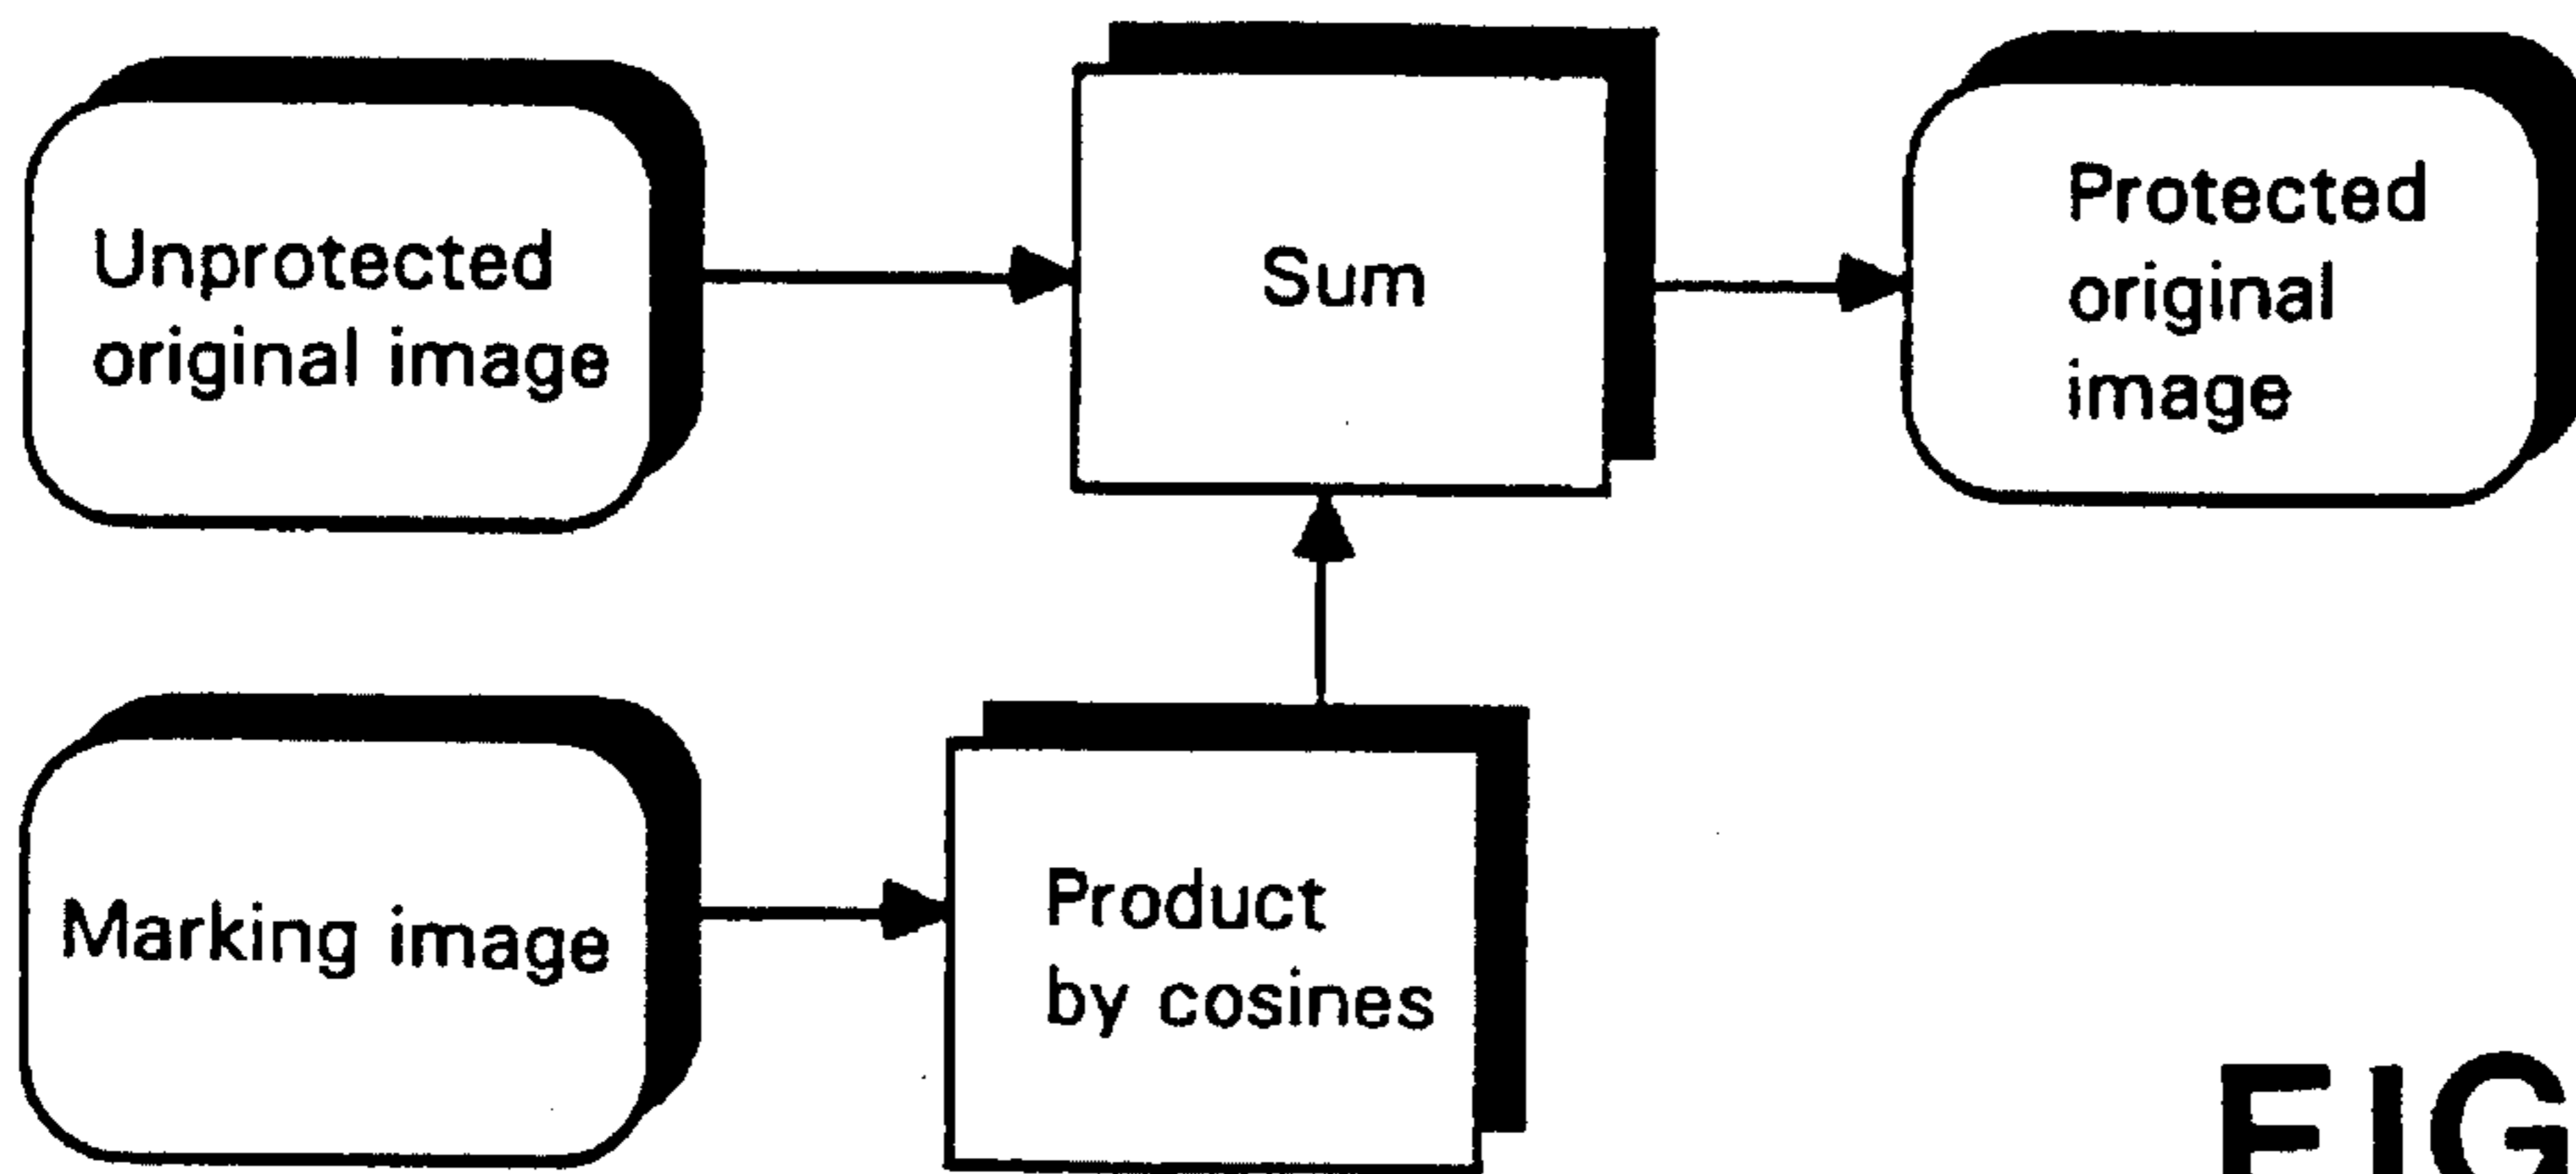 Unprotected
original image
Sum
Protected
original
image
Marking image
Product
by cosines
FIG